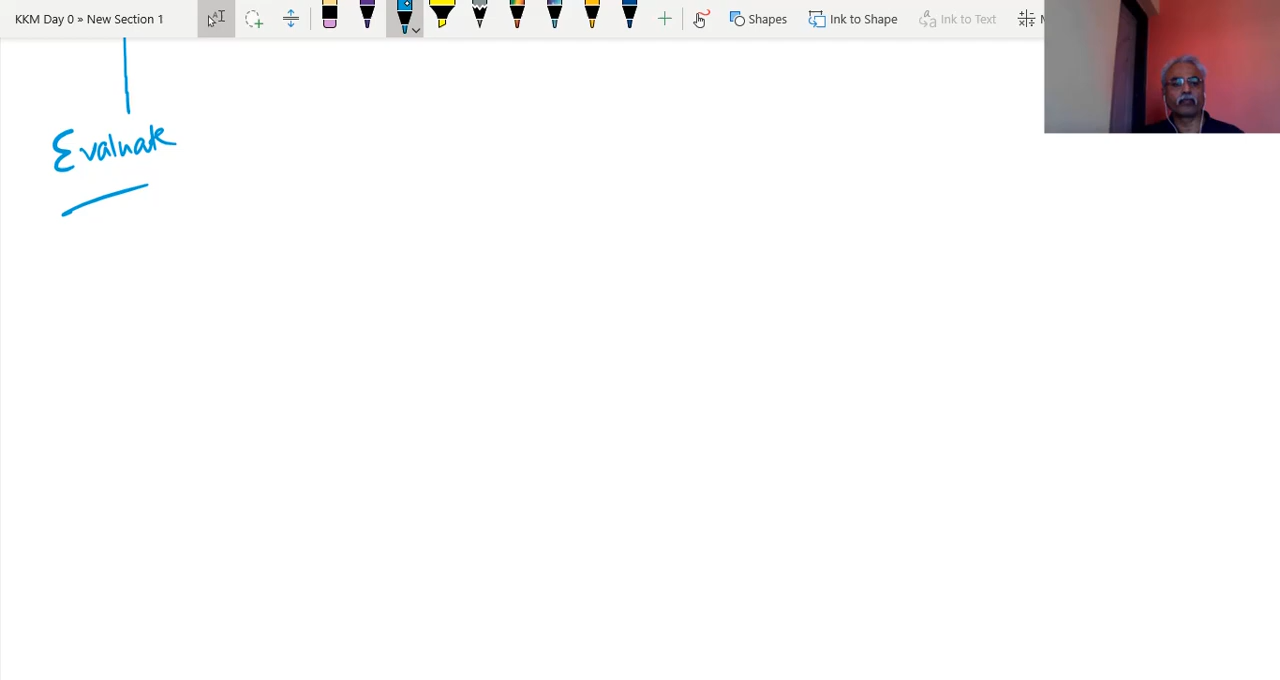 KKM Day 0 » New Section 1
Shapes
Ink to Shape
Ink to Text
Evaluate